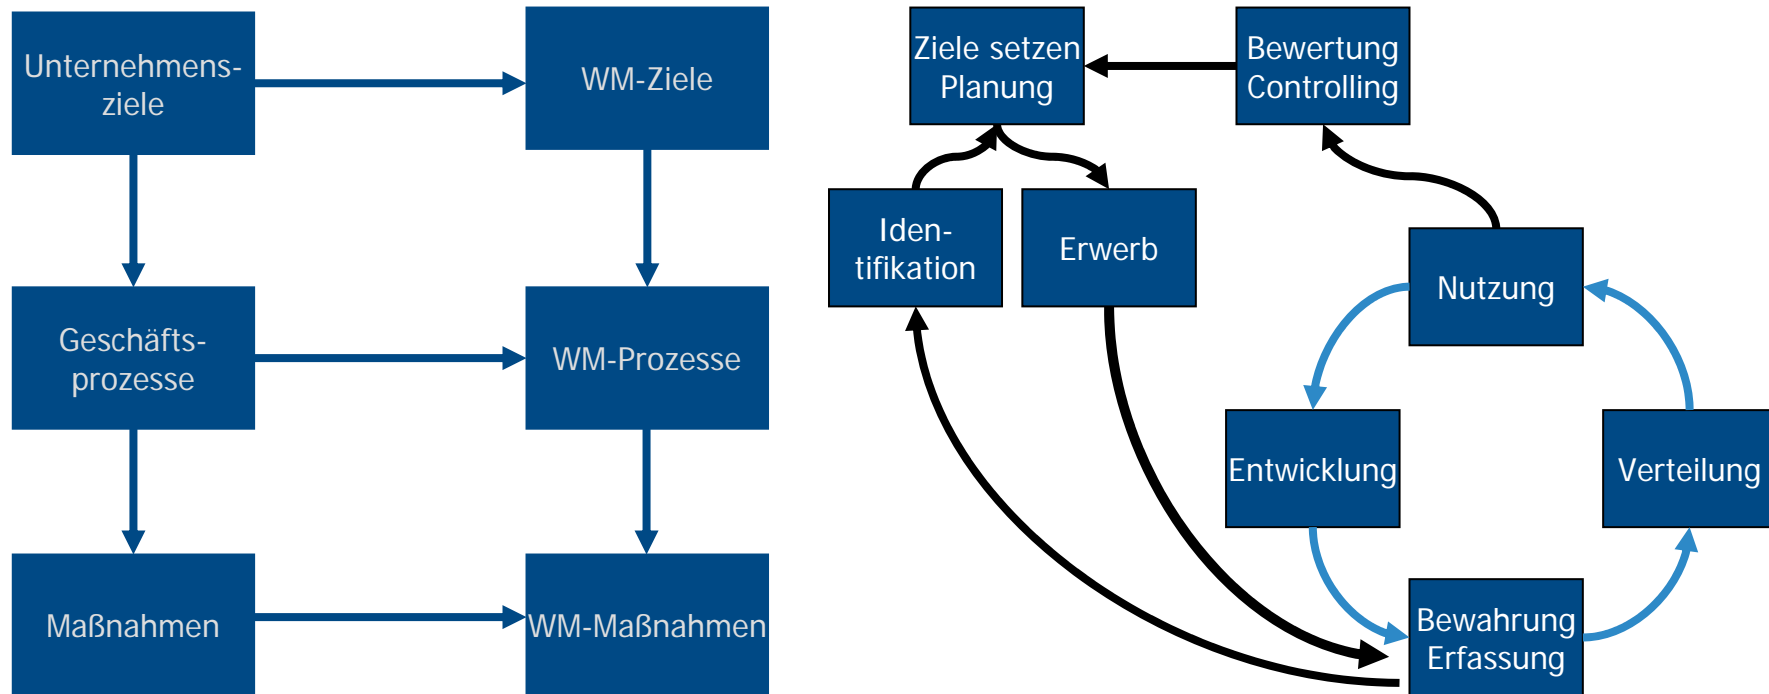 Unternehmens-
ziele
WM-Ziele
Geschäfts-
prozesse
WM-Prozesse
Maßnahmen
WM-Maßnahmen
Ziele setzen
Planung
Bewertung
Controlling
Iden-
tifikation
Erwerb
Nutzung
Entwicklung
Verteilung
Bewahrung
Erfassung